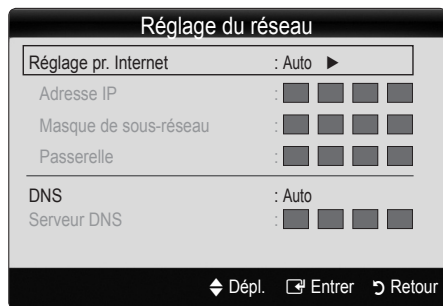 Réglage du réseau
Réglage pr. Internet : Auto ▶
Adresse IP :
Masque de sous-réseau :
Passerelle :
DNS : Auto
Serveur DNS :
Dépl. Entrer Retour